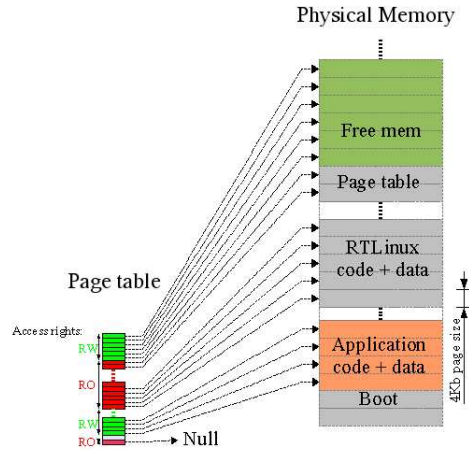 Physical Memory
Free mem
Page table
RTLinux
code + data
Page table
Access rights:
RW
RO
4Kb page size
Application
code + data
RW
Boot
RO
Null